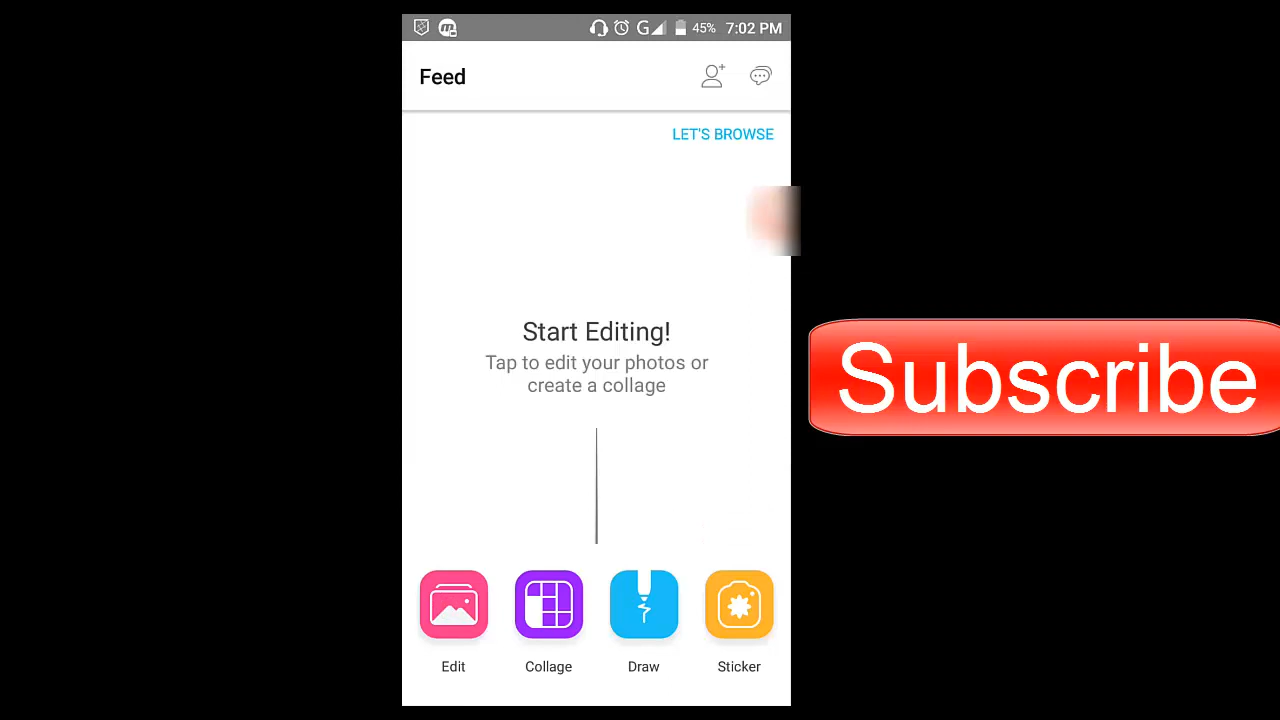 G 45% 7:02 PM
Feed
LET'S BROWSE
Start Editing!
Tap to edit your photos or
create a collage
Subscribe
Edit Collage Draw Sticker